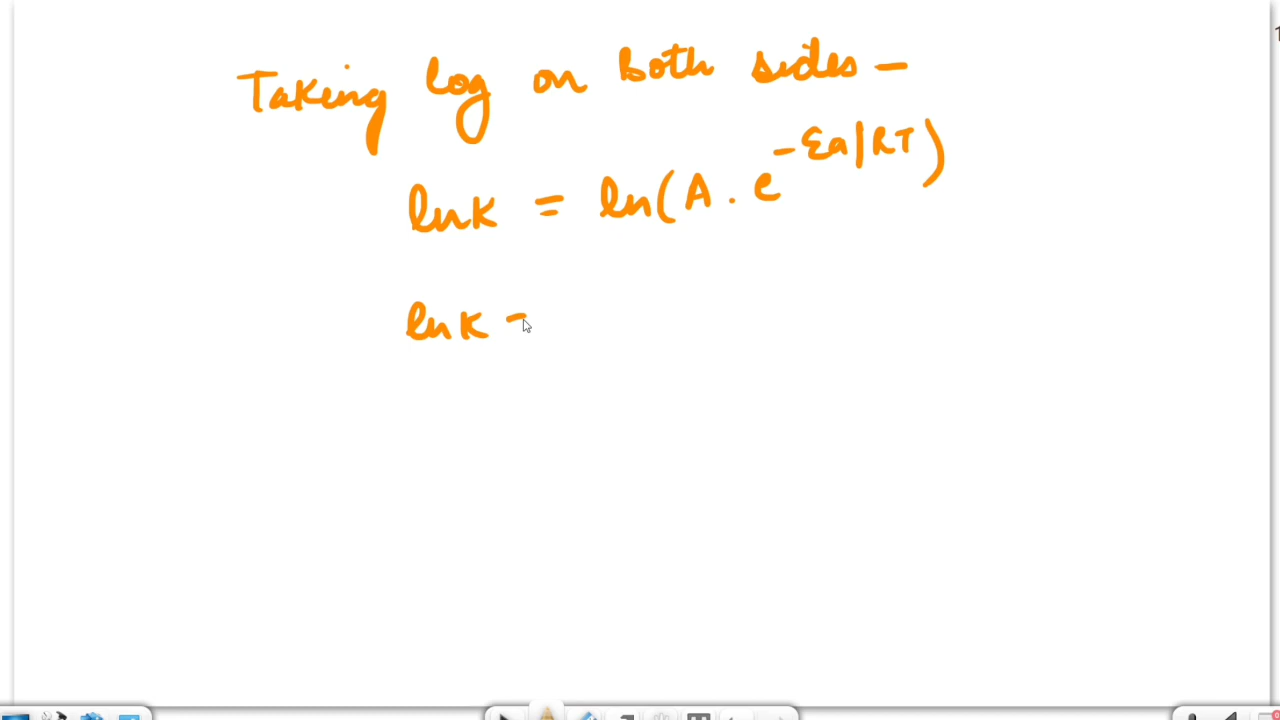 Taking log on Both sides -
lnK = ln(A . e^-Ea/RT)
lnK -